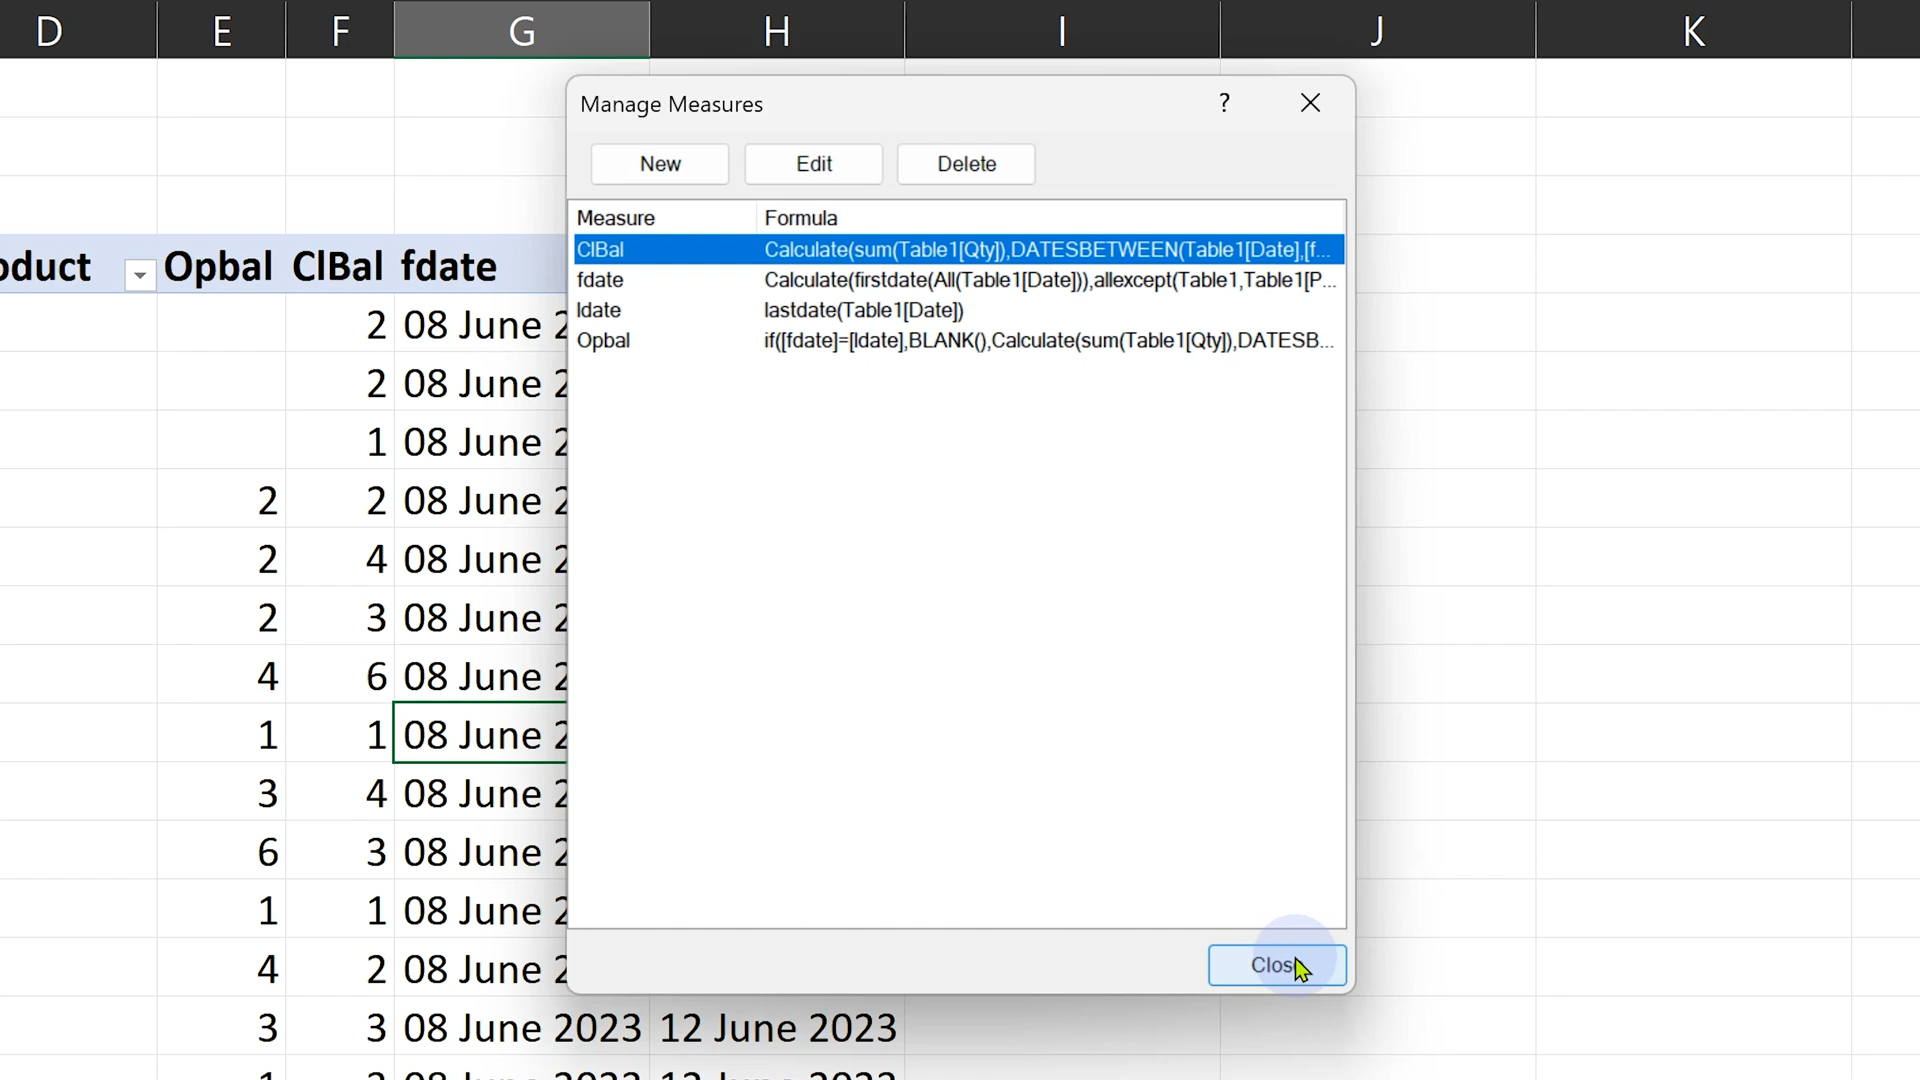 D E F G H I J K
Manage Measures ?
New Edit Delete
Measure Formula
ClBal Calculate(sum(Table1[Qty]),DATESBETWEEN(Table1[Date],[f...
fdate Calculate(firstdate(All(Table1[Date])),allexcept(Table1,Table1[P...
ldate lastdate(Table1[Date])
Opbal if([fdate]=[ldate],BLANK(),Calculate(sum(Table1[Qty]),DATESB...
Close
oduct Opbal ClBal fdate
2 08 June 2
2 08 June 2
1 08 June 2
2 2 08 June 2
2 4 08 June 2
2 3 08 June 2
4 6 08 June 2
1 1 08 June 2
3 4 08 June 2
6 3 08 June 2
1 1 08 June 2
4 2 08 June 2
3 3 08 June 2023 12 June 2023